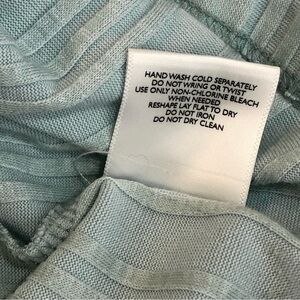 HAND WASH COLD SEPARATELY
DO NOT WRING OR TWIST
USE ONLY NON-CHLORINE BLEACH
WHEN NEEDED
RESHAPE LAY FLAT TO DRY
DO NOT IRON
DO NOT DRY CLEAN